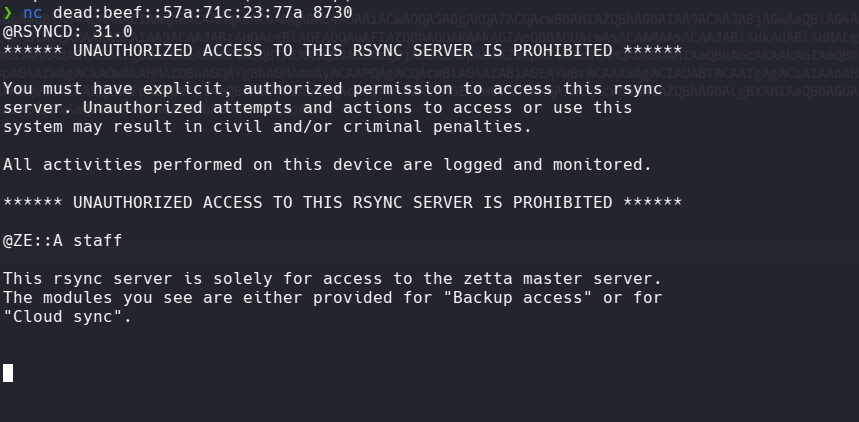 ❯ nc dead:beef::57a:71c:23:77a 8730
@RSYNCD: 31.0
****** UNAUTHORIZED ACCESS TO THIS RSYNC SERVER IS PROHIBITED ******
You must have explicit, authorized permission to access this rsync
server. Unauthorized attempts and actions to access or use this
system may result in civil and/or criminal penalties.
All activities performed on this device are logged and monitored.
****** UNAUTHORIZED ACCESS TO THIS RSYNC SERVER IS PROHIBITED ******
@ZE::A staff
This rsync server is solely for access to the zetta master server.
The modules you see are either provided for "Backup access" or for
"Cloud sync".